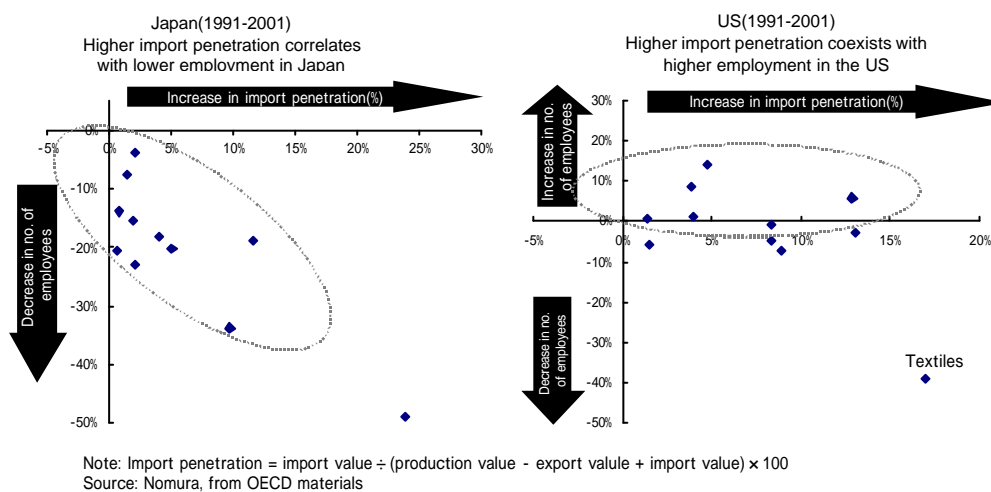 Japan(1991-2001)
Higher import penetration correlates
with lower employment in Japan
Increase in import penetration(%)
0%
-5%
0%
5%
10%
15%
20%
25%
30%
-10%
-20%
-30%
-40%
-50%
Decrease in no. of
employees
US(1991-2001)
Higher import penetration coexists with
higher employment in the US
Increase in import penetration(%)
30%
20%
10%
0%
-10%
-20%
-30%
-40%
-50%
-5%
0%
5%
10%
15%
20%
Increase in no.
of employees
Decrease in no.
of employees
Textiles
Note: Import penetration = import value ÷ (production value - export valule + import value) × 100
Source: Nomura, from OECD materials